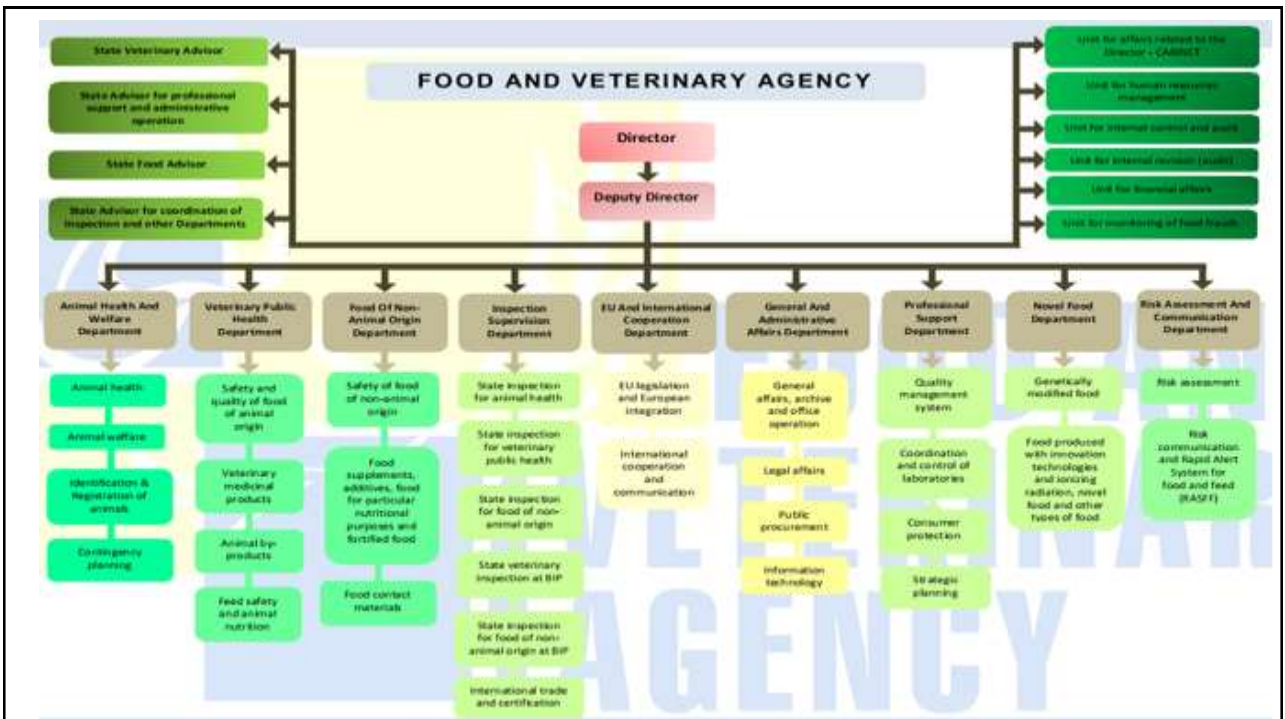 FOOD AND VETERINARY AGENCY
Director
Deputy Director
State Veterinary Advisor
State Advisor for professional
support and administrative
operation
State Food Advisor
State Advisor for coordination of
inspection and other Departments
Unit for affairs related to the
Director - CABINET
Unit for human resources
management
Unit for internal control and audit
Unit for internal revision (audit)
Unit for financial affairs
Unit for monitoring of food frauds
Animal Health And
Welfare
Department
Animal health
Animal welfare
Identification &
Registration of
animals
Contingency
planning
Veterinary Public
Health
Department
Safety and
quality of food
of animal
origin
Veterinary
medicinal
products
Animal by-
products
Feed safety
and animal
nutrition
Food Of Non-
Animal Origin
Department
Safety of food
of non-animal
origin
Food
supplements,
additives, food
for particular
nutritional
purposes and
fortified food
Food contact
materials
Inspection
Supervision
Department
State inspection
for animal health
State inspection
for veterinary
public health
State inspection
for food of non-
animal origin
State veterinary
inspection at BIP
State inspection
for food of non-
animal origin at BIP
International trade
and certification
EU And International
Cooperation
Department
EU legislation
and European
integration
International
cooperation
and
communication
General And
Administrative
Affairs Department
General
affairs, archive
and office
operation
Legal affairs
Public
procurement
Information
technology
Professional
Support
Department
Quality
management
system
Coordination
and control of
laboratories
Consumer
protection
Strategic
planning
Novel Food
Department
Genetically
modified food
Food produced
with innovation
technologies
and ionizing
radiation, novel
food and other
types of food
Risk Assessment And
Communication
Department
Risk assessment
Risk
communication
and Rapid Alert
System for
food and feed
(RASFF)
AGENCY